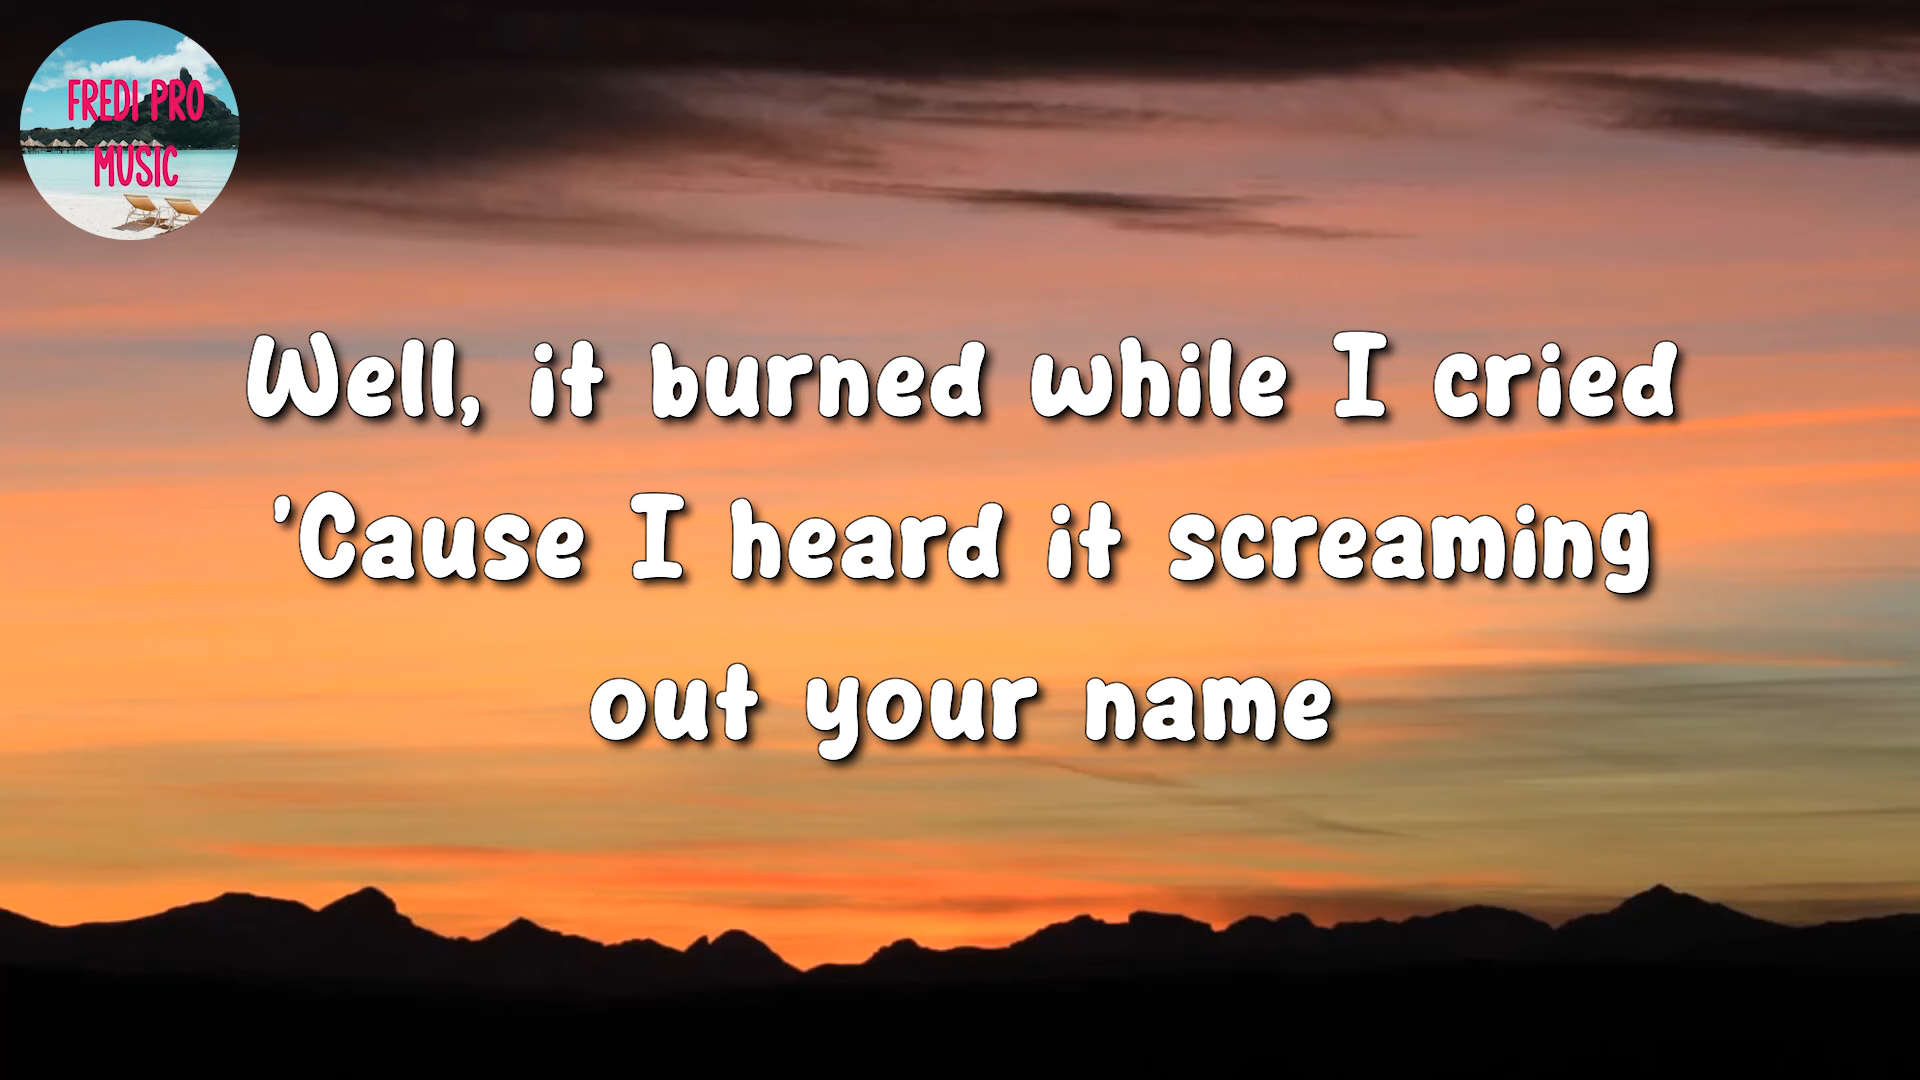 FREDI PRO
MUSIC
Well, it burned while I cried
'Cause I heard it screaming
out your name